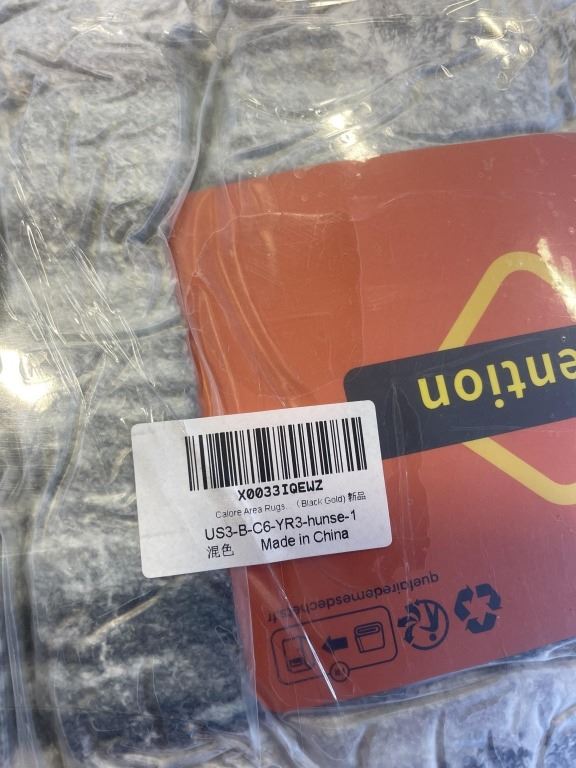 ention
X0033IQEWZ
Calore Area Rugs... (Black Gold) 新品
US3-B-C6-YR3-hunse-1
混色 Made in China
quefairedemesdechets.fr